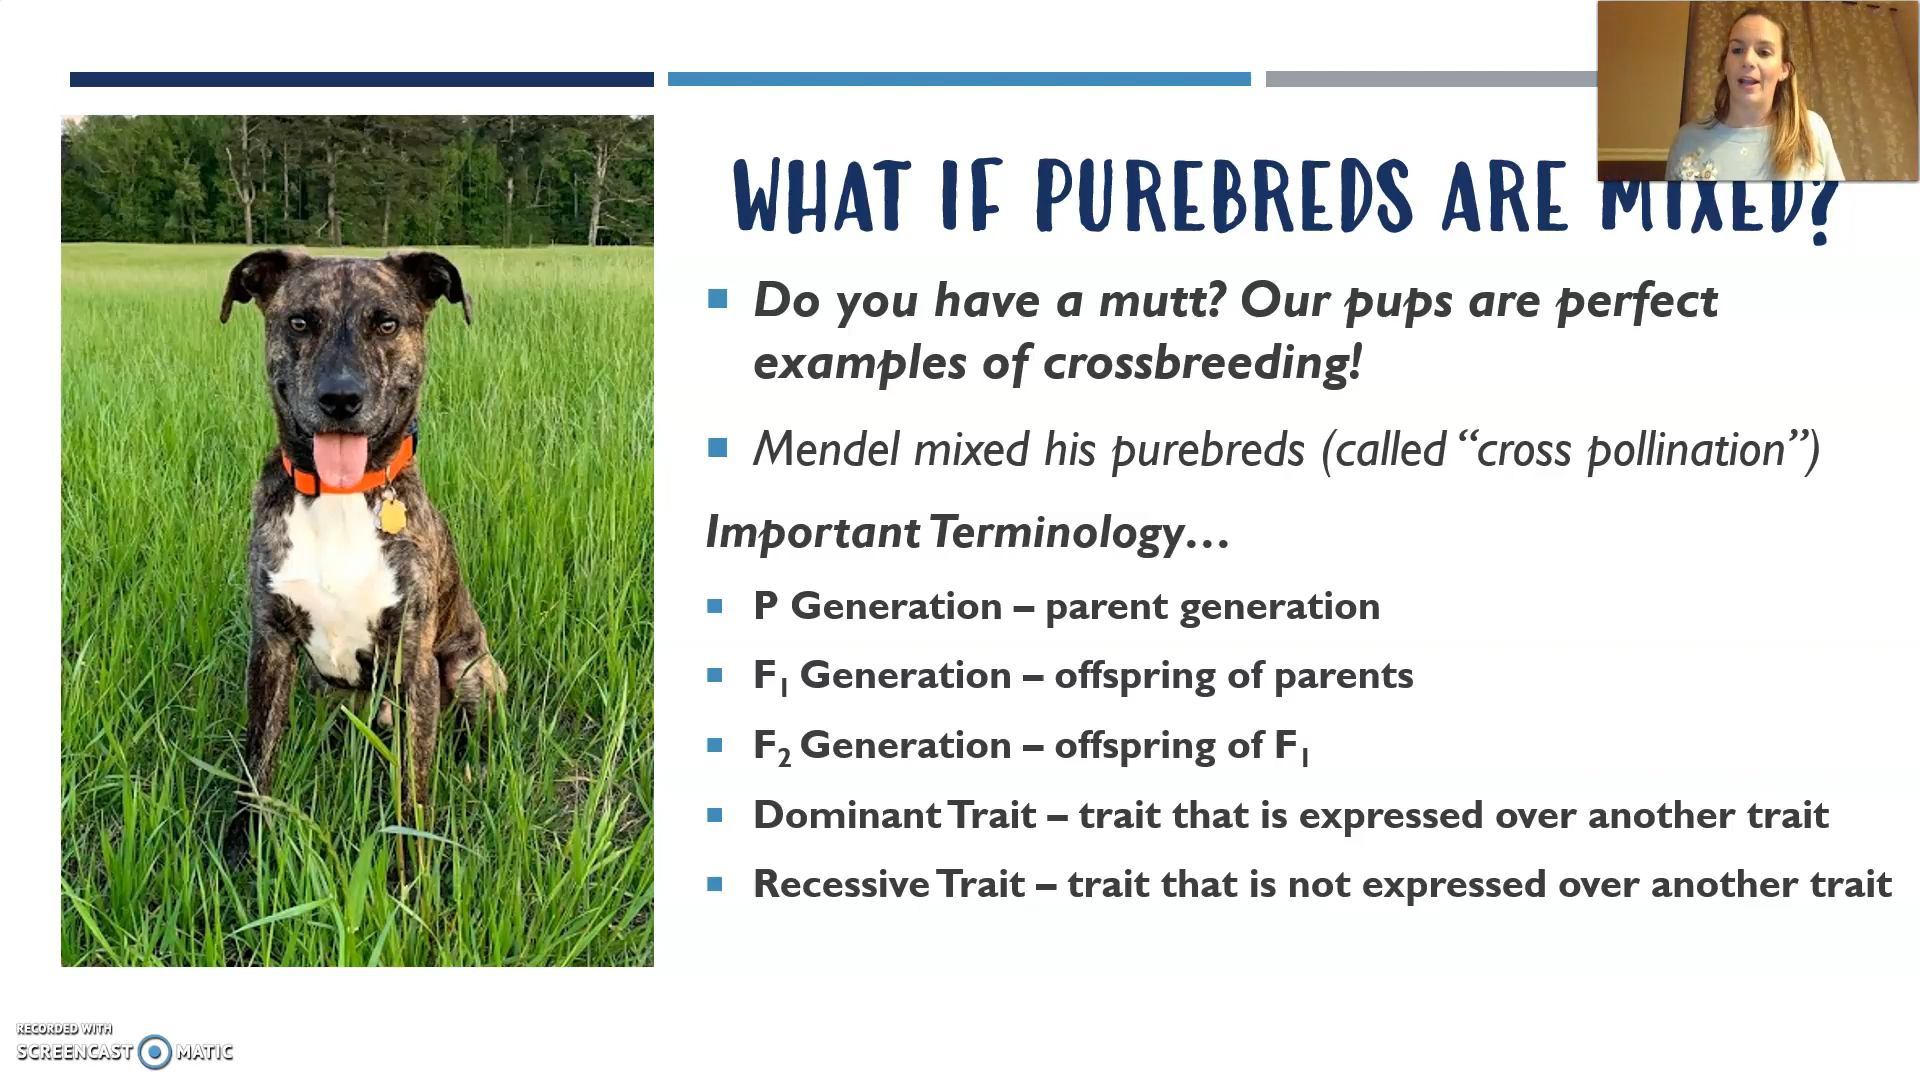 WHAT IF PUREBREDS ARE MIXED?
Do you have a mutt? Our pups are perfect
examples of crossbreeding!
Mendel mixed his purebreds (called “cross pollination”)
Important Terminology…
P Generation – parent generation
F1 Generation – offspring of parents
F2 Generation – offspring of F1
Dominant Trait – trait that is expressed over another trait
Recessive Trait – trait that is not expressed over another trait
RECORDED WITH
SCREENCAST MATIC